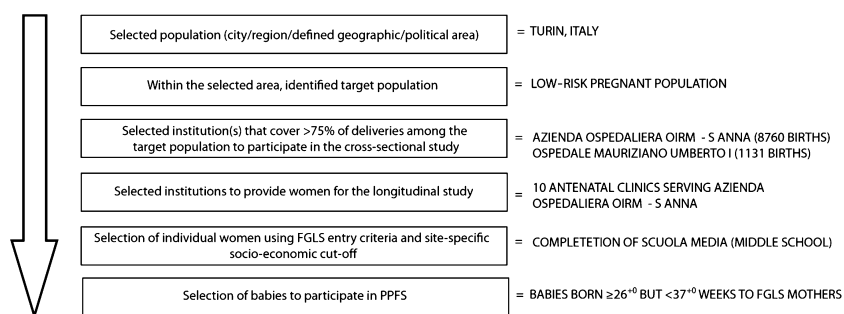 Selected population (city/region/defined geographic/political area)
= TURIN, ITALY
Within the selected area, identified target population
= LOW-RISK PREGNANT POPULATION
Selected institution(s) that cover >75% of deliveries among the
target population to participate in the cross-sectional study
= AZIENDA OSPEDALIERA OIRM - S ANNA (8760 BIRTHS)
OSPEDALE MAURIZIANO UMBERTO I (1131 BIRTHS)
Selected institutions to provide women for the longitudinal study
= 10 ANTENATAL CLINICS SERVING AZIENDA
OSPEDALIERA OIRM - S ANNA
Selection of individual women using FGLS entry criteria and site-specific
socio-economic cut-off
= COMPLETETION OF SCUOLA MEDIA (MIDDLE SCHOOL)
Selection of babies to participate in PPFS
= BABIES BORN ≥26⁺⁰ BUT <37⁺⁰ WEEKS TO FGLS MOTHERS